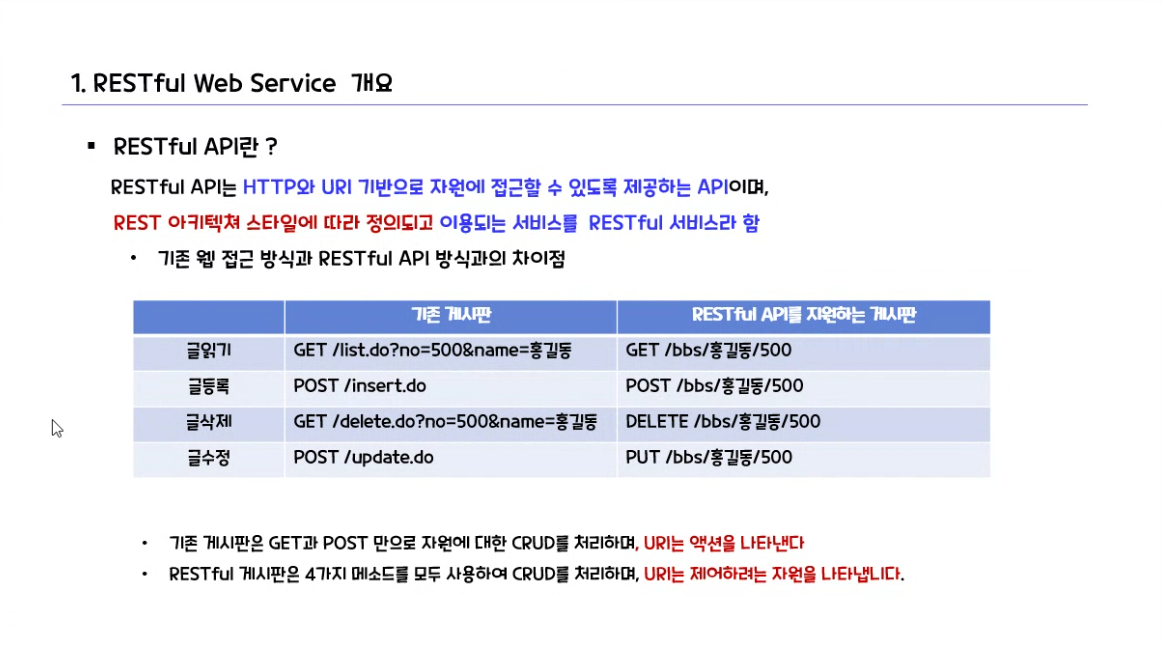 1. RESTful Web Service 개요
▪ RESTful API란 ?
RESTful API는 HTTP와 URI 기반으로 자원에 접근할 수 있도록 제공하는 API이며,
REST 아키텍쳐 스타일에 따라 정의되고 이용되는 서비스를 RESTful 서비스라 함
• 기존 웹 접근 방식과 RESTful API 방식과의 차이점
기존 게시판 RESTful API를 지원하는 게시판
글읽기 GET /list.do?no=500&name=홍길동 GET /bbs/홍길동/500
글등록 POST /insert.do POST /bbs/홍길동/500
글삭제 GET /delete.do?no=500&name=홍길동 DELETE /bbs/홍길동/500
글수정 POST /update.do PUT /bbs/홍길동/500
• 기존 게시판은 GET과 POST 만으로 자원에 대한 CRUD를 처리하며, URI는 액션을 나타낸다
• RESTful 게시판은 4가지 메소드를 모두 사용하여 CRUD를 처리하며, URI는 제어하려는 자원을 나타냅니다.